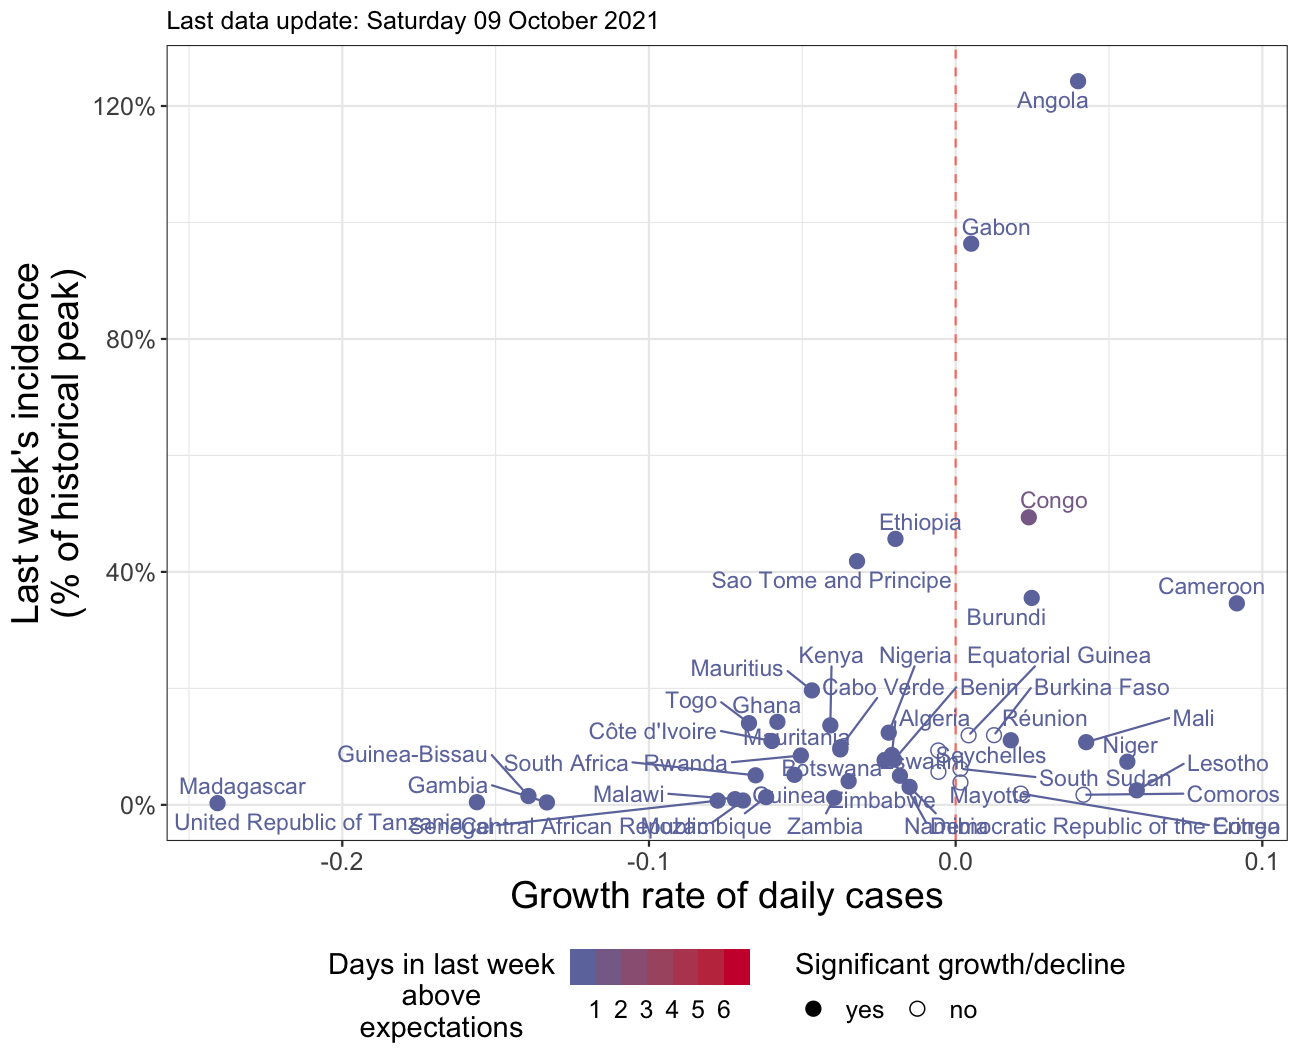 Last data update: Saturday 09 October 2021
Last week's incidence
(% of historical peak)
120%
80%
40%
0%
Angola
Gabon
Congo
Ethiopia
Sao Tome and Principe
Cameroon
Burundi
Kenya
Nigeria
Equatorial Guinea
Mauritius
Cabo Verde
Benin
Burkina Faso
Togo
Ghana
Algeria
Réunion
Mali
Côte d'Ivoire
Mauritania
Niger
Guinea-Bissau
South Africa
Rwanda
Eswatini
Seychelles
Lesotho
Botswana
South Sudan
Madagascar
Gambia
Malawi
Guinea
Zimbabwe
Mayotte
Comoros
United Republic of Tanzania
Senegal
Central African Republic
Mozambique
Zambia
Namibia
Democratic Republic of the Congo
Eritrea
-0.2
-0.1
0.0
0.1
Growth rate of daily cases
Days in last week
above
expectations
1 2 3 4 5 6
Significant growth/decline
yes
no